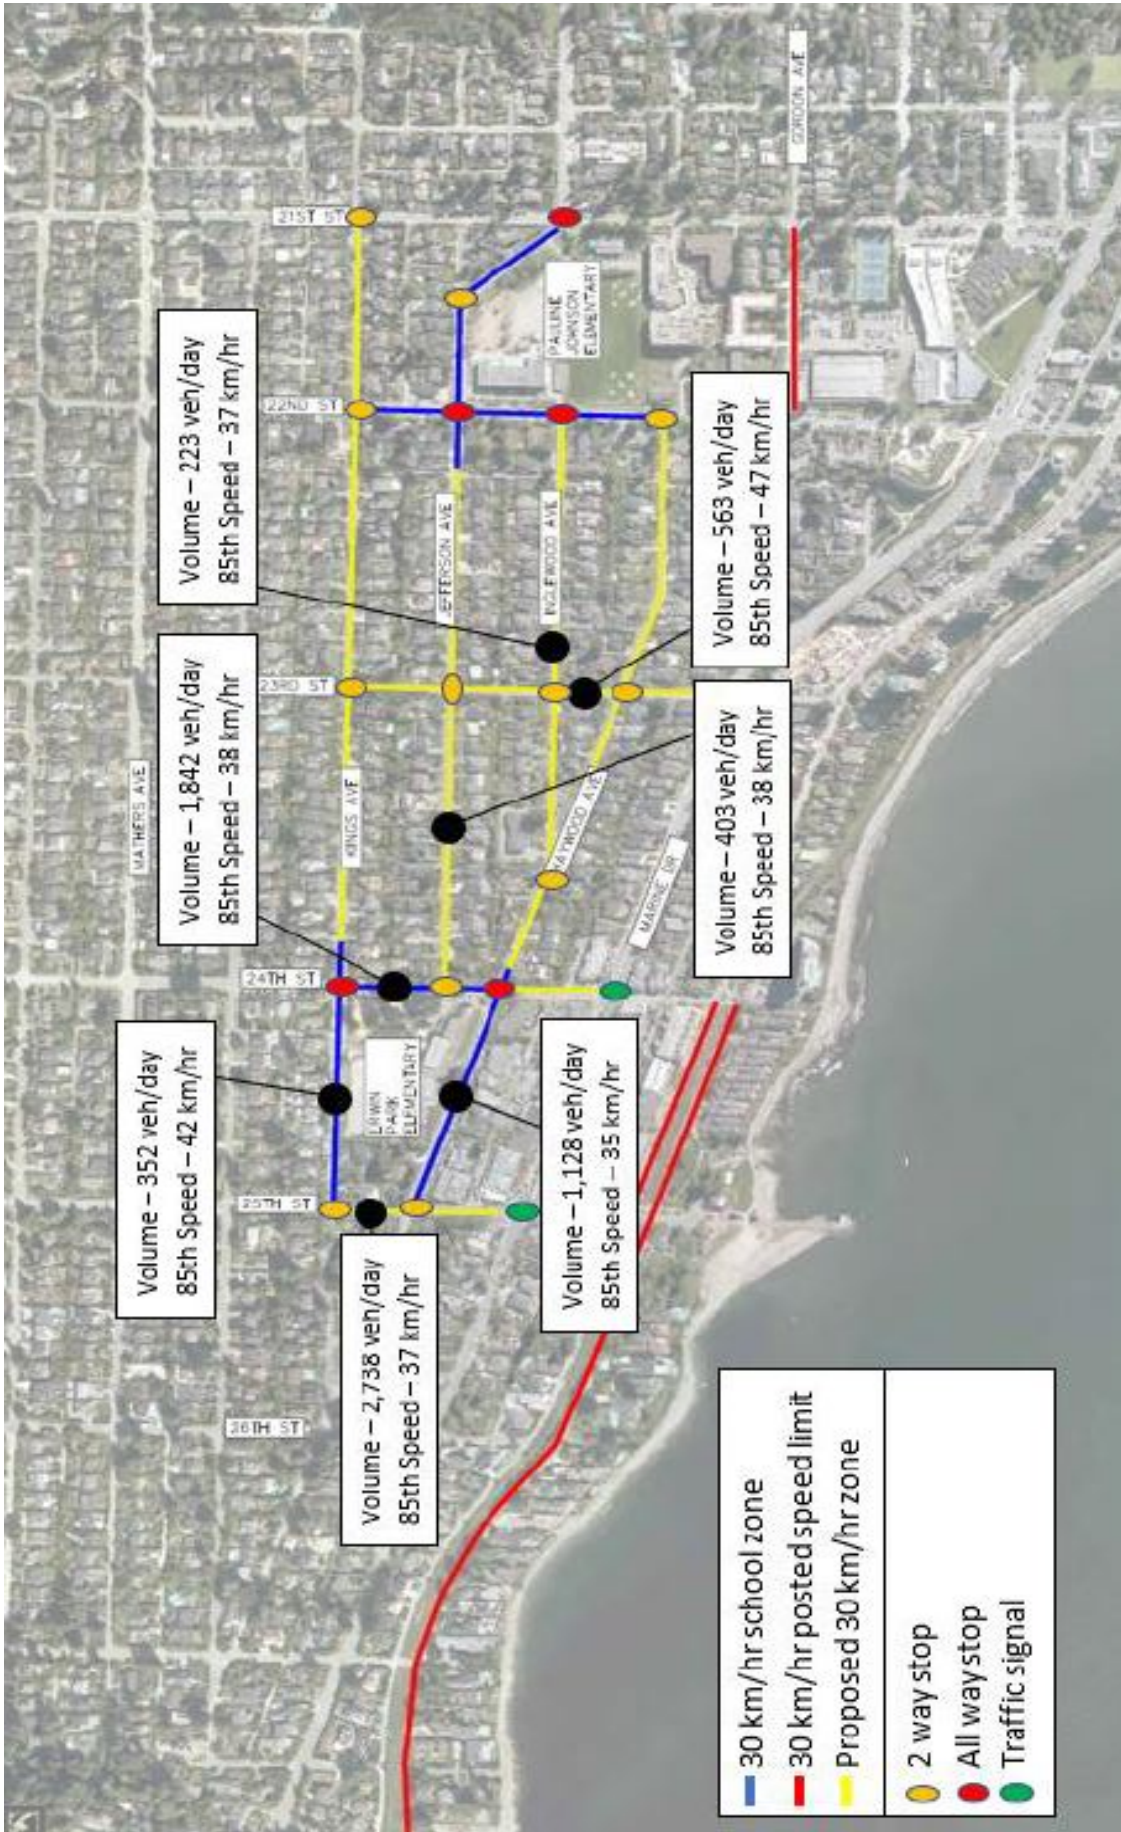 21ST ST
GORDON AVE
PAULINE
JOHNSON
ELEMENTARY
22ND ST
Volume – 223 veh/day
85th Speed – 37 km/hr
JEFFERSON AVE
INGLEWOOD AVE
Volume – 563 veh/day
85th Speed – 47 km/hr
23RD ST
MATHERS AVE
Volume – 1,842 veh/day
85th Speed – 38 km/hr
KINGS AVE
HAYWOOD AVE
MARINE DR
Volume – 403 veh/day
85th Speed – 38 km/hr
24TH ST
Volume – 352 veh/day
85th Speed – 42 km/hr
IRWIN
PARK
ELEMENTARY
Volume – 1,128 veh/day
85th Speed – 35 km/hr
25TH ST
Volume – 2,738 veh/day
85th Speed – 37 km/hr
26TH ST
30 km/hr school zone
30 km/hr posted speed limit
Proposed 30 km/hr zone
2 way stop
All way stop
Traffic signal